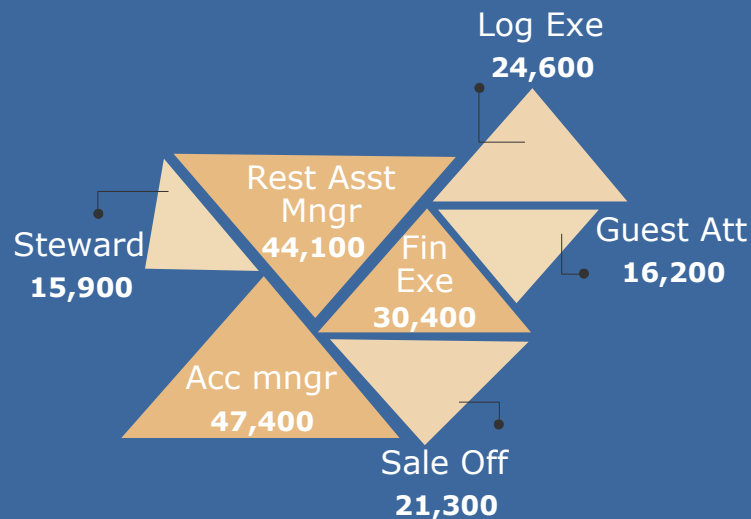 Log Exe
24,600
Rest Asst
Mngr
44,100
Steward
15,900
Guest Att
16,200
Fin
Exe
30,400
Acc mngr
47,400
Sale Off
21,300